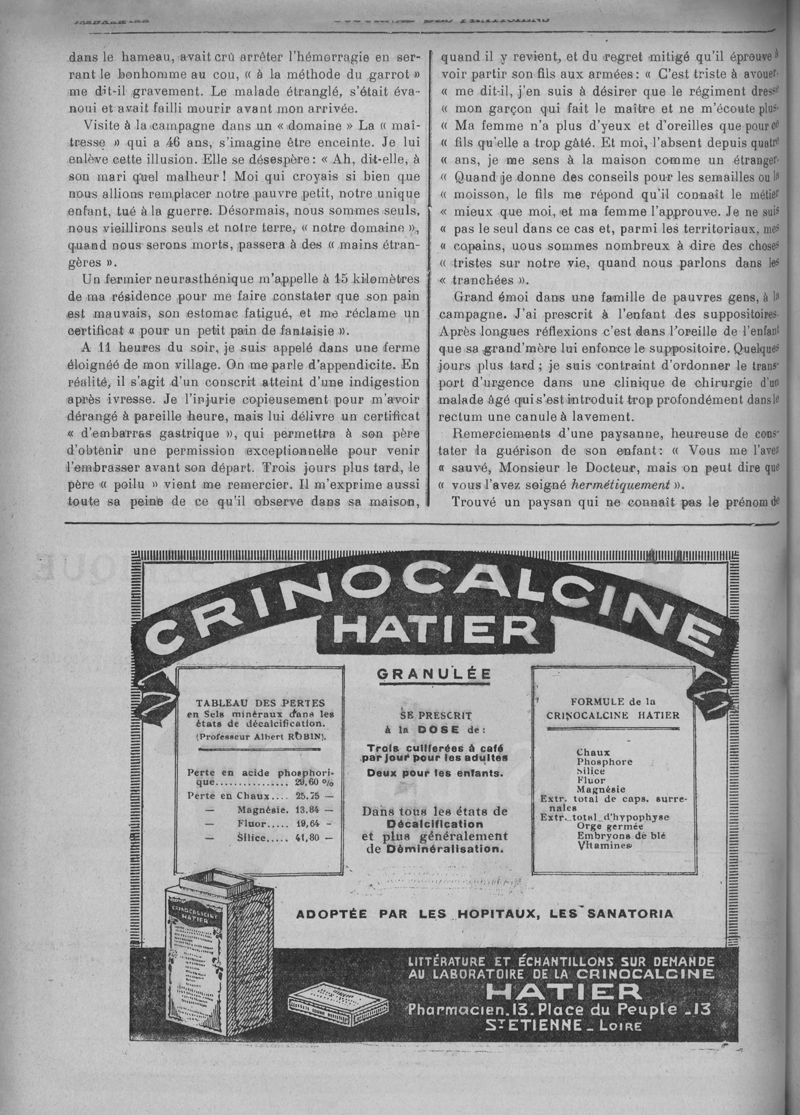 dans le hameau, avait crû arrêter l'hémorragie en ser-
rant le bonhomme au cou, « à la méthode du garrot »
me dit-il gravement. Le malade étranglé, s'était éva-
noui et avait failli mourir avant mon arrivée.
Visite à la campagne dans un « domaine » La « maî-
tresse » qui a 46 ans, s'imagine être enceinte. Je lui
enlève cette illusion. Elle se désespère : « Ah, dit-elle, à
son mari quel malheur ! Moi qui croyais si bien que
nous allions remplacer notre pauvre petit, notre unique
enfant, tué à la guerre. Désormais, nous sommes seuls,
nous vieillirons seuls et notre terre, « notre domaine »,
quand nous serons morts, passera à des « mains étran-
gères ».
Un fermier neurasthénique m'appelle à 15 kilomètres
de ma résidence pour me faire constater que son pain
est mauvais, son estomac fatigué, et me réclame un
certificat « pour un petit pain de fantaisie ».
A 11 heures du soir, je suis appelé dans une ferme
éloignée de mon village. On me parle d'appendicite. En
réalité, il s'agit d'un conscrit atteint d'une indigestion
après ivresse. Je l'injurie copieusement pour m'avoir
dérangé à pareille heure, mais lui délivre un certificat
« d'embarras gastrique », qui permettra à son père
d'obtenir une permission exceptionnelle pour venir
l'embrasser avant son départ. Trois jours plus tard, le
père « poilu » vient me remercier. Il m'exprime aussi
toute sa peine de ce qu'il observe dans sa maison,
quand il y revient, et du regret mitigé qu'il éprouve à
voir partir son fils aux armées : « C'est triste à avouer
« me dit-il, j'en suis à désirer que le régiment dresse
« mon garçon qui fait le maître et ne m'écoute plus.
« Ma femme n'a plus d'yeux et d'oreilles que pour ce
« fils qu'elle a trop gâté. Et moi, l'absent depuis quatre
« ans, je me sens à la maison comme un étranger.
« Quand je donne des conseils pour les semailles ou la
« moisson, le fils me répond qu'il connaît le métier
« mieux que moi, et ma femme l'approuve. Je ne suis
« pas le seul dans ce cas et, parmi les territoriaux, mes
« copains, uous sommes nombreux à dire des choses
« tristes sur notre vie, quand nous parlons dans les
« tranchées ».
Grand émoi dans une famille de pauvres gens, à la
campagne. J'ai prescrit à l'enfant des suppositoires.
Après longues réflexions c'est dans l'oreille de l'enfant
que sa grand'mère lui enfonce le suppositoire. Quelques
jours plus tard ; je suis contraint d'ordonner le trans-
port d'urgence dans une clinique de chirurgie d'un
malade âgé qui s'est introduit trop profondément dans le
rectum une canule à lavement.
Remerciements d'une paysanne, heureuse de cons-
tater la guérison de son enfant : « Vous me l'avez
« sauvé, Monsieur le Docteur, mais on peut dire que
« vous l'avez soigné hermétiquement ».
Trouvé un paysan qui ne connaît pas le prénom de
CRINOCALCINE
HATIER
GRANULÉE
TABLEAU DES PERTES
en Sels minéraux dans les
états de décalcification.
(Professeur Albert ROBIN).
Perte en acide phosphori-
que................ 29,60 %
Perte en Chaux.... 25.75 —
— Magnésie. 13.84 —
— Fluor..... 19,64 -
— Silice..... 41,80 —
SE PRESCRIT
à la DOSE de :
Trois cuillerées à café
par jour pour les adultes
Deux pour les enfants.
Dans tous les états de
Décalcification
et plus généralement
de Déminéralisation.
FORMULE de la
CRINOCALCINE HATIER
Chaux
Phosphore
Silice
Fluor
Magnésie
Extr. total de caps. surre-
nales
Extr. total d'hypophyse
Orge germée
Embryons de blé
Vitamines
ADOPTÉE PAR LES HOPITAUX, LES SANATORIA
CRINOCALCINE
HATIER
LITTÉRATURE ET ÉCHANTILLONS SUR DEMANDE
AU LABORATOIRE DE LA CRINOCALCINE
HATIER
Pharmacien.13.Place du Peuple .13
ST ETIENNE _ LOIRE